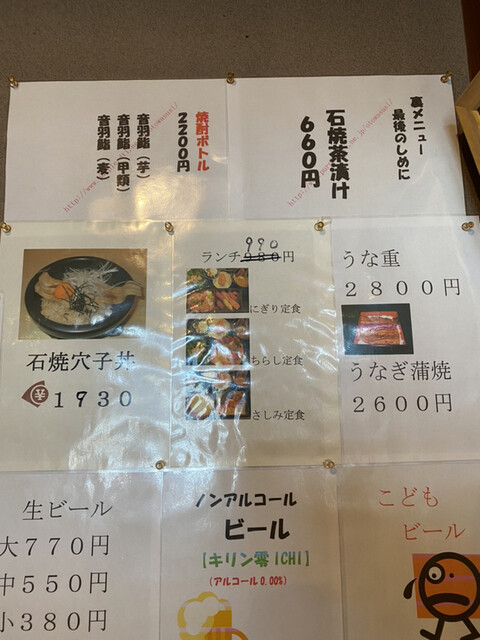 裏メニュー
最後のしめに
石焼茶漬け
660円
焼酎ボトル
2200円
音羽鮨(芋)
音羽鮨(甲類)
音羽鮨(麦)
石焼穴子丼
1930
990
ランチ980円
にぎり定食
ちらし定食
さしみ定食
うな重
2800円
うなぎ蒲焼
2600円
生ビール
大770円
中550円
小380円
ノンアルコール
ビール
【キリン零ICHI】
(アルコール0.00%)
こども
ビール